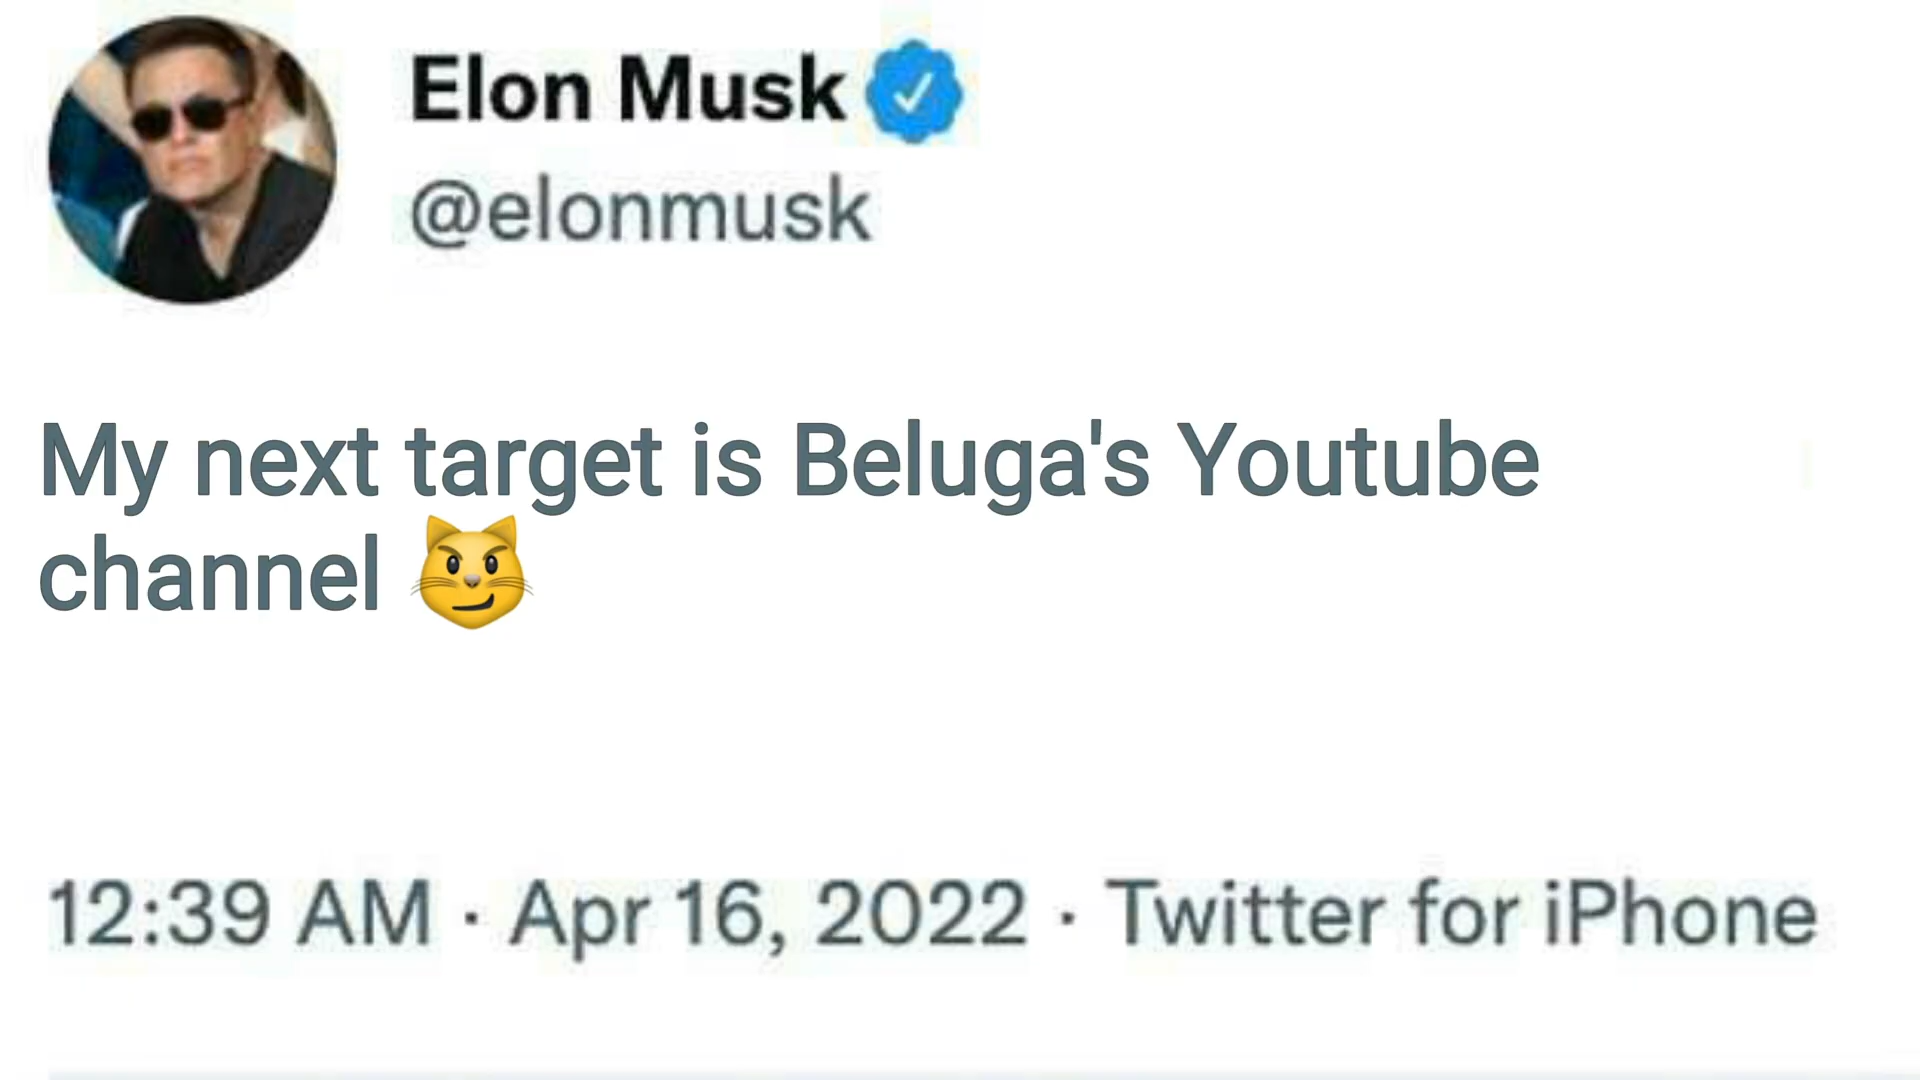 Elon Musk
@elonmusk
My next target is Beluga's Youtube
channel 😼
12:39 AM · Apr 16, 2022 · Twitter for iPhone